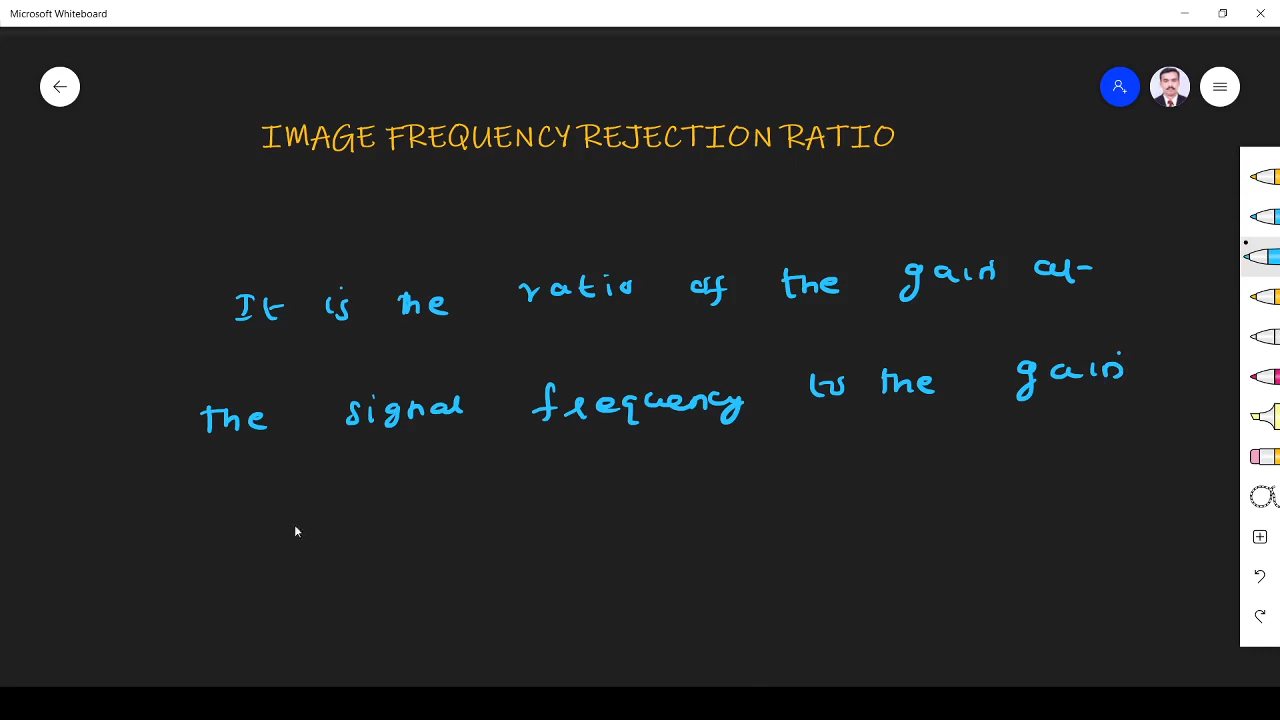 Microsoft Whiteboard
IMAGE FREQUENCY REJECTION RATIO
It is the ratio of the gain at
the signal frequency to the gain